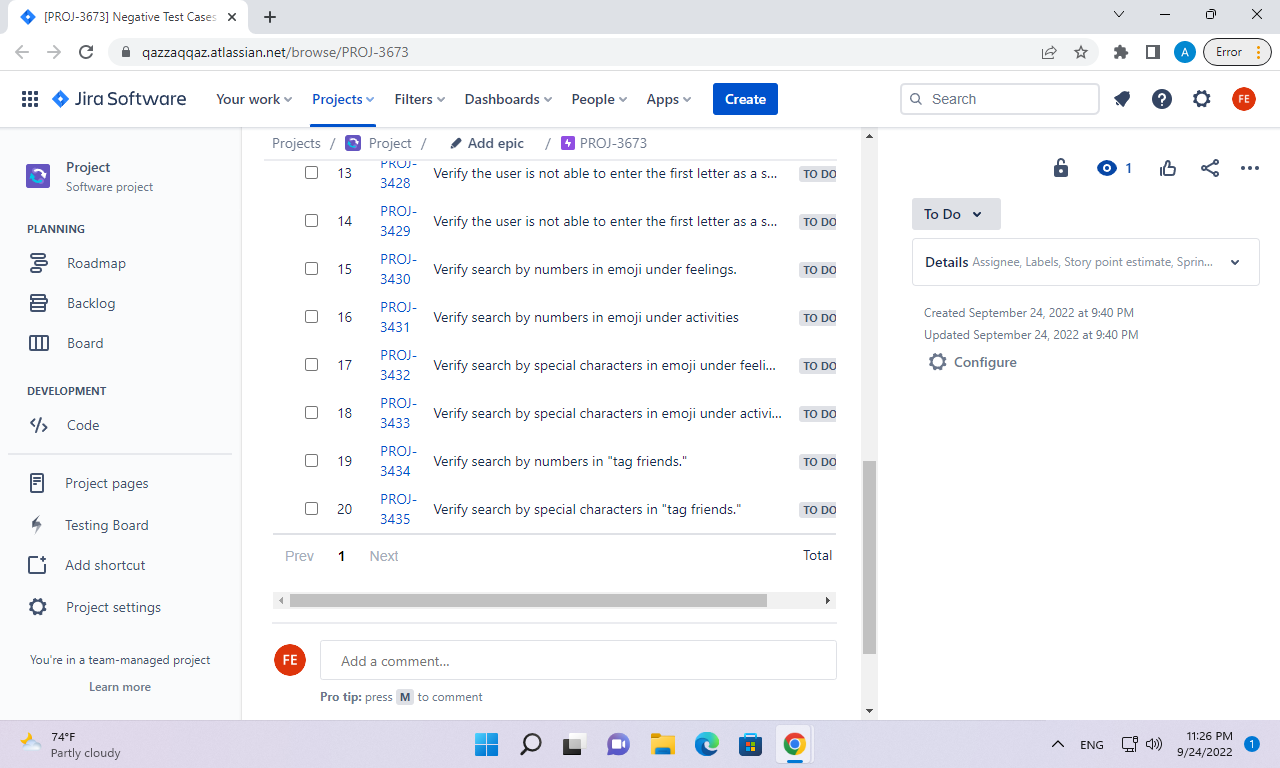 [PROJ-3673] Negative Test Cases
qazzaqqaz.atlassian.net/browse/PROJ-3673
A
Error
Jira Software
Your work
Projects
Filters
Dashboards
People
Apps
Create
Search
FE
Project
Software project
PLANNING
Roadmap
Backlog
Board
DEVELOPMENT
Code
Project pages
Testing Board
Add shortcut
Project settings
You're in a team-managed project
Learn more
Projects / Project / Add epic / PROJ-3673
13 PROJ-3428 Verify the user is not able to enter the first letter as a s... TO DO
14 PROJ-3429 Verify the user is not able to enter the first letter as a s... TO DO
15 PROJ-3430 Verify search by numbers in emoji under feelings. TO DO
16 PROJ-3431 Verify search by numbers in emoji under activities TO DO
17 PROJ-3432 Verify search by special characters in emoji under feeli... TO DO
18 PROJ-3433 Verify search by special characters in emoji under activi... TO DO
19 PROJ-3434 Verify search by numbers in "tag friends." TO DO
20 PROJ-3435 Verify search by special characters in "tag friends." TO DO
Prev 1 Next Total
FE
Add a comment...
Pro tip: press M to comment
1
To Do
Details Assignee, Labels, Story point estimate, Sprin...
Created September 24, 2022 at 9:40 PM
Updated September 24, 2022 at 9:40 PM
Configure
74°F
Partly cloudy
ENG
11:26 PM
9/24/2022
1